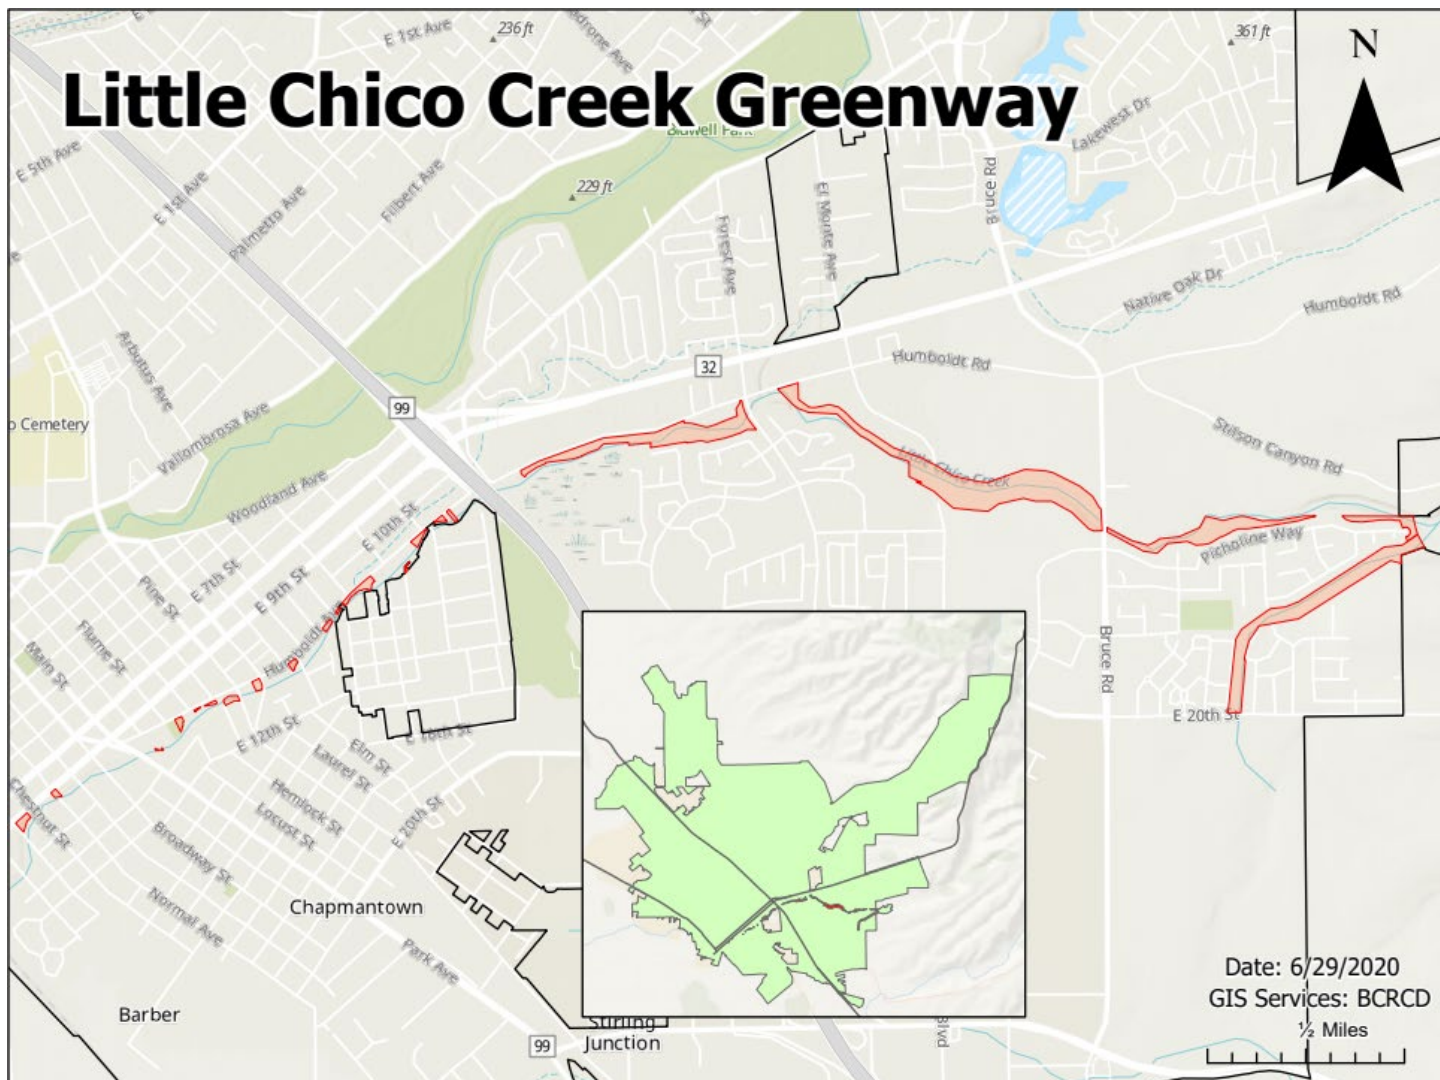 E 1st Ave
236 ft
361 ft
N
Little Chico Creek Greenway
Bidwell Park
Lakewest Dr
E 5th Ave
E 1st Ave
Palmetto Ave
Filbert Ave
229 ft
Forest Ave
El Monte Ave
Bruce Rd
Native Oak Dr
Humboldt Rd
Arbutus Ave
32
Humboldt Rd
99
Cemetery
Vallombrosa Ave
Woodland Ave
Stilson Canyon Rd
Little Chico Creek
E 10th St
Picholine Way
Pine St
E 7th St
E 9th St
Humboldt Ave
Flume St
Main St
Bruce Rd
E 20th St
E 12th St
E 16th St
Elm St
Laurel St
Hemlock St
Locust St
E 20th St
Chestnut St
Broadway St
Normal Ave
Chapmantown
Park Ave
Barber
99
Stirling
Junction
Blvd
Date: 6/29/2020
GIS Services: BCRCD
½ Miles